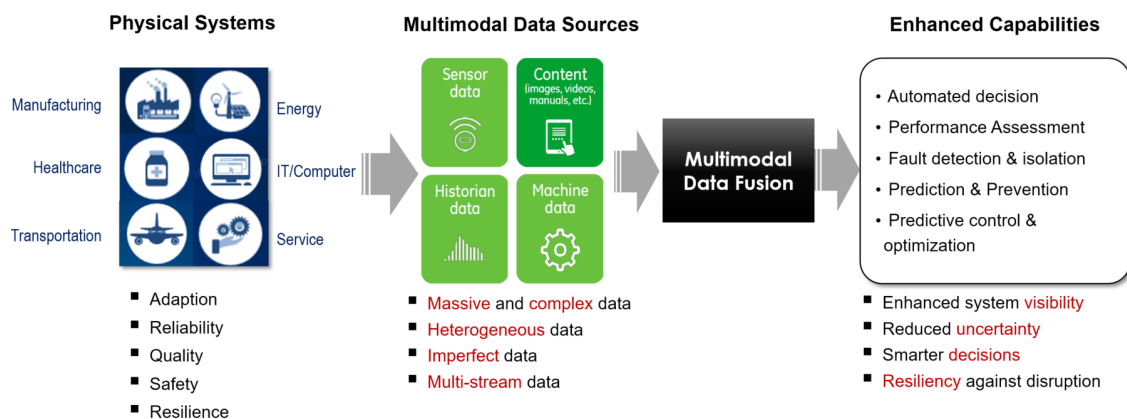 Physical Systems
Manufacturing
Healthcare
Transportation
Energy
IT/Computer
Service
■ Adaption
■ Reliability
■ Quality
■ Safety
■ Resilience
Multimodal Data Sources
Sensor
data
Content
(images, videos,
manuals, etc.)
Historian
data
Machine
data
■ Massive and complex data
■ Heterogeneous data
■ Imperfect data
■ Multi-stream data
Multimodal
Data Fusion
Enhanced Capabilities
• Automated decision
• Performance Assessment
• Fault detection & isolation
• Prediction & Prevention
• Predictive control &
optimization
■ Enhanced system visibility
■ Reduced uncertainty
■ Smarter decisions
■ Resiliency against disruption